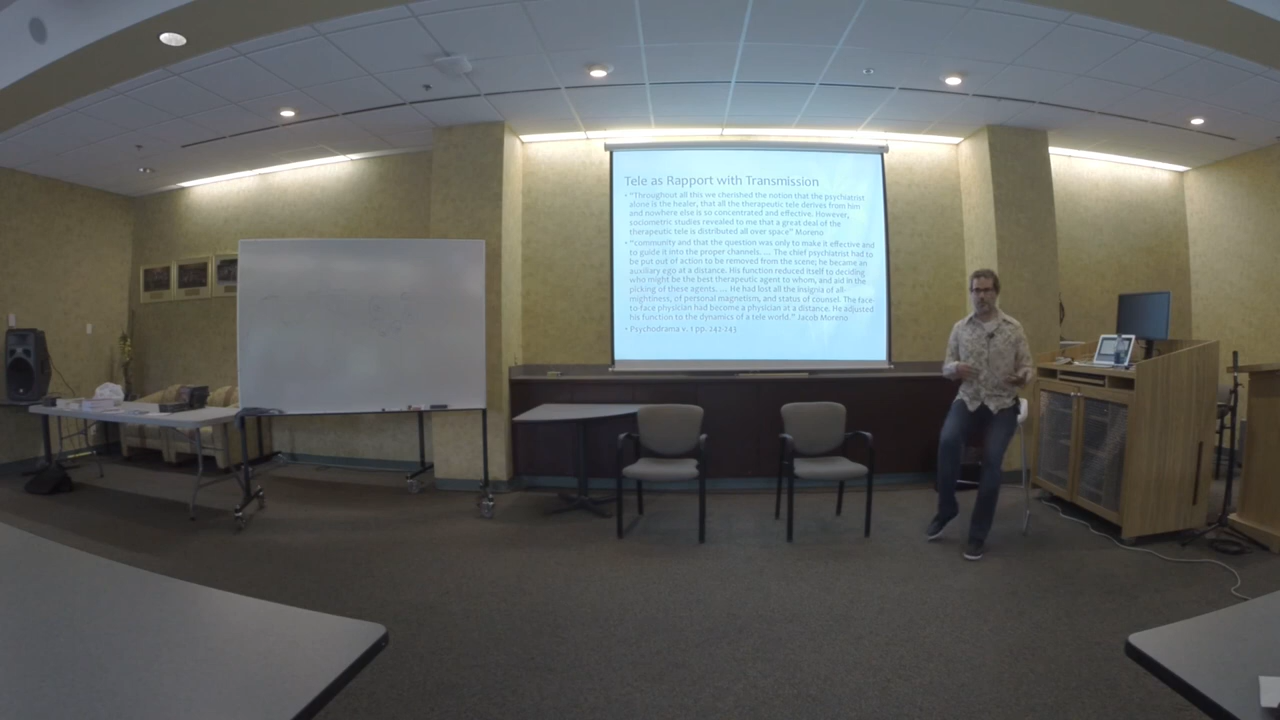 Tele as Rapport with Transmission
• “Throughout all this we cherished the notion that the psychiatrist
alone is the healer, that all the therapeutic tele derives from him
and nowhere else is so concentrated and effective. However,
sociometric studies revealed to me that a great deal of the
therapeutic tele is distributed all over space” Moreno
• “community and that the question was only to make it effective and
to guide it into the proper channels. ... The chief psychiatrist had to
be put out of action to be removed from the scene; he became an
auxiliary ego at a distance. His function reduced itself to deciding
who might be the best therapeutic agent to whom, and aid in the
picking of these agents. .... He had lost all the insignia of all-
mightiness, of personal magnetism, and status of counsel. The face-
to-face physician had become a physician at a distance. He adjusted
his function to the dynamics of a tele world.” Jacob Moreno
• Psychodrama v. 1 pp. 242-243